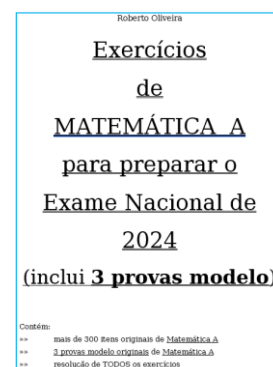 Roberto Oliveira
Exercícios
de
MATEMÁTICA A
para preparar o
Exame Nacional de
2024
(inclui 3 provas modelo)
Contém:
»» mais de 300 itens originais de Matemática A
»» 3 provas modelo originais de Matemática A
»» resolução de TODOS os exercícios